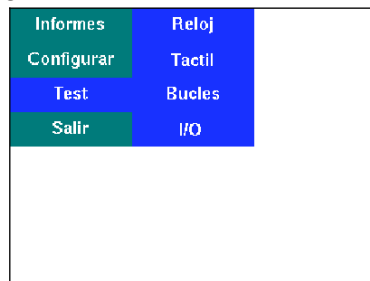 Informes Reloj
Configurar Tactil
Test Bucles
Salir I/O